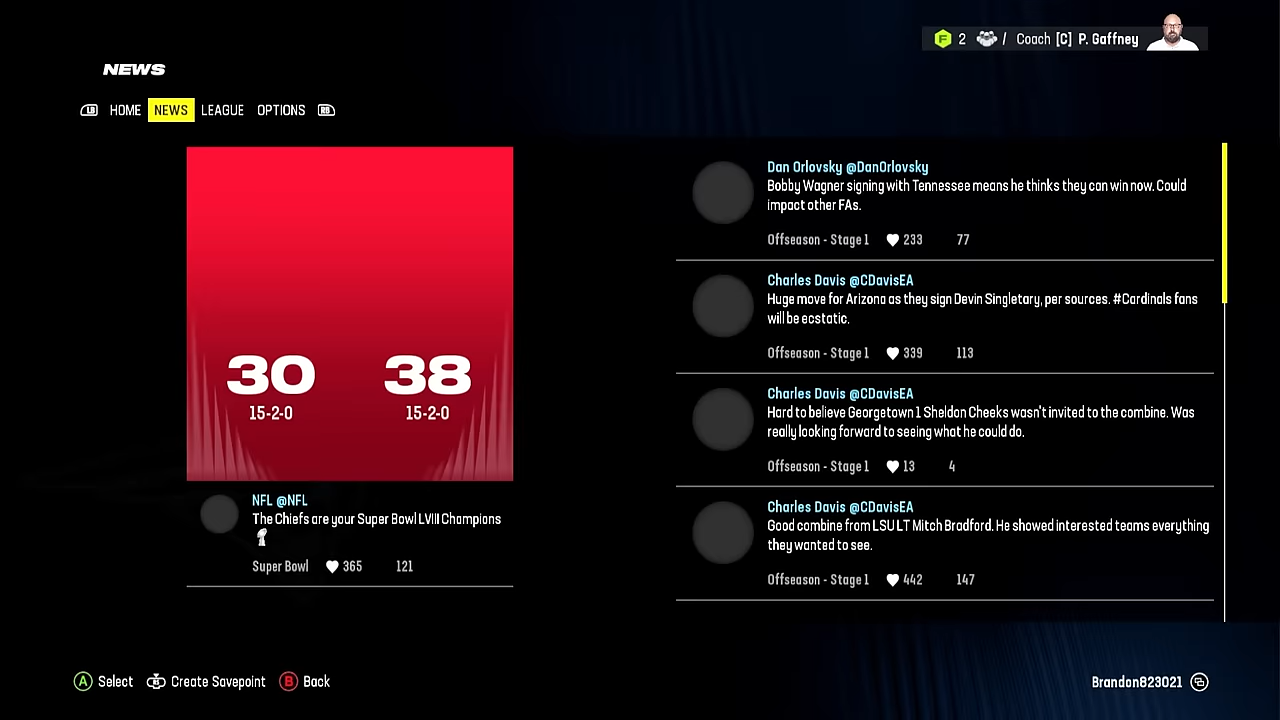 2 / Coach [C] P. Gaffney
NEWS
LB HOME NEWS LEAGUE OPTIONS RB
30 38
15-2-0 15-2-0
NFL @NFL
The Chiefs are your Super Bowl LVIII Champions
Super Bowl 365 121
Dan Orlovsky @DanOrlovsky
Bobby Wagner signing with Tennessee means he thinks they can win now. Could
impact other FAs.
Offseason - Stage 1 233 77
Charles Davis @CDavisEA
Huge move for Arizona as they sign Devin Singletary, per sources. #Cardinals fans
will be ecstatic.
Offseason - Stage 1 339 113
Charles Davis @CDavisEA
Hard to believe Georgetown 1 Sheldon Cheeks wasn't invited to the combine. Was
really looking forward to seeing what he could do.
Offseason - Stage 1 13 4
Charles Davis @CDavisEA
Good combine from LSU LT Mitch Bradford. He showed interested teams everything
they wanted to see.
Offseason - Stage 1 442 147
A Select Create Savepoint B Back
Brandon823021